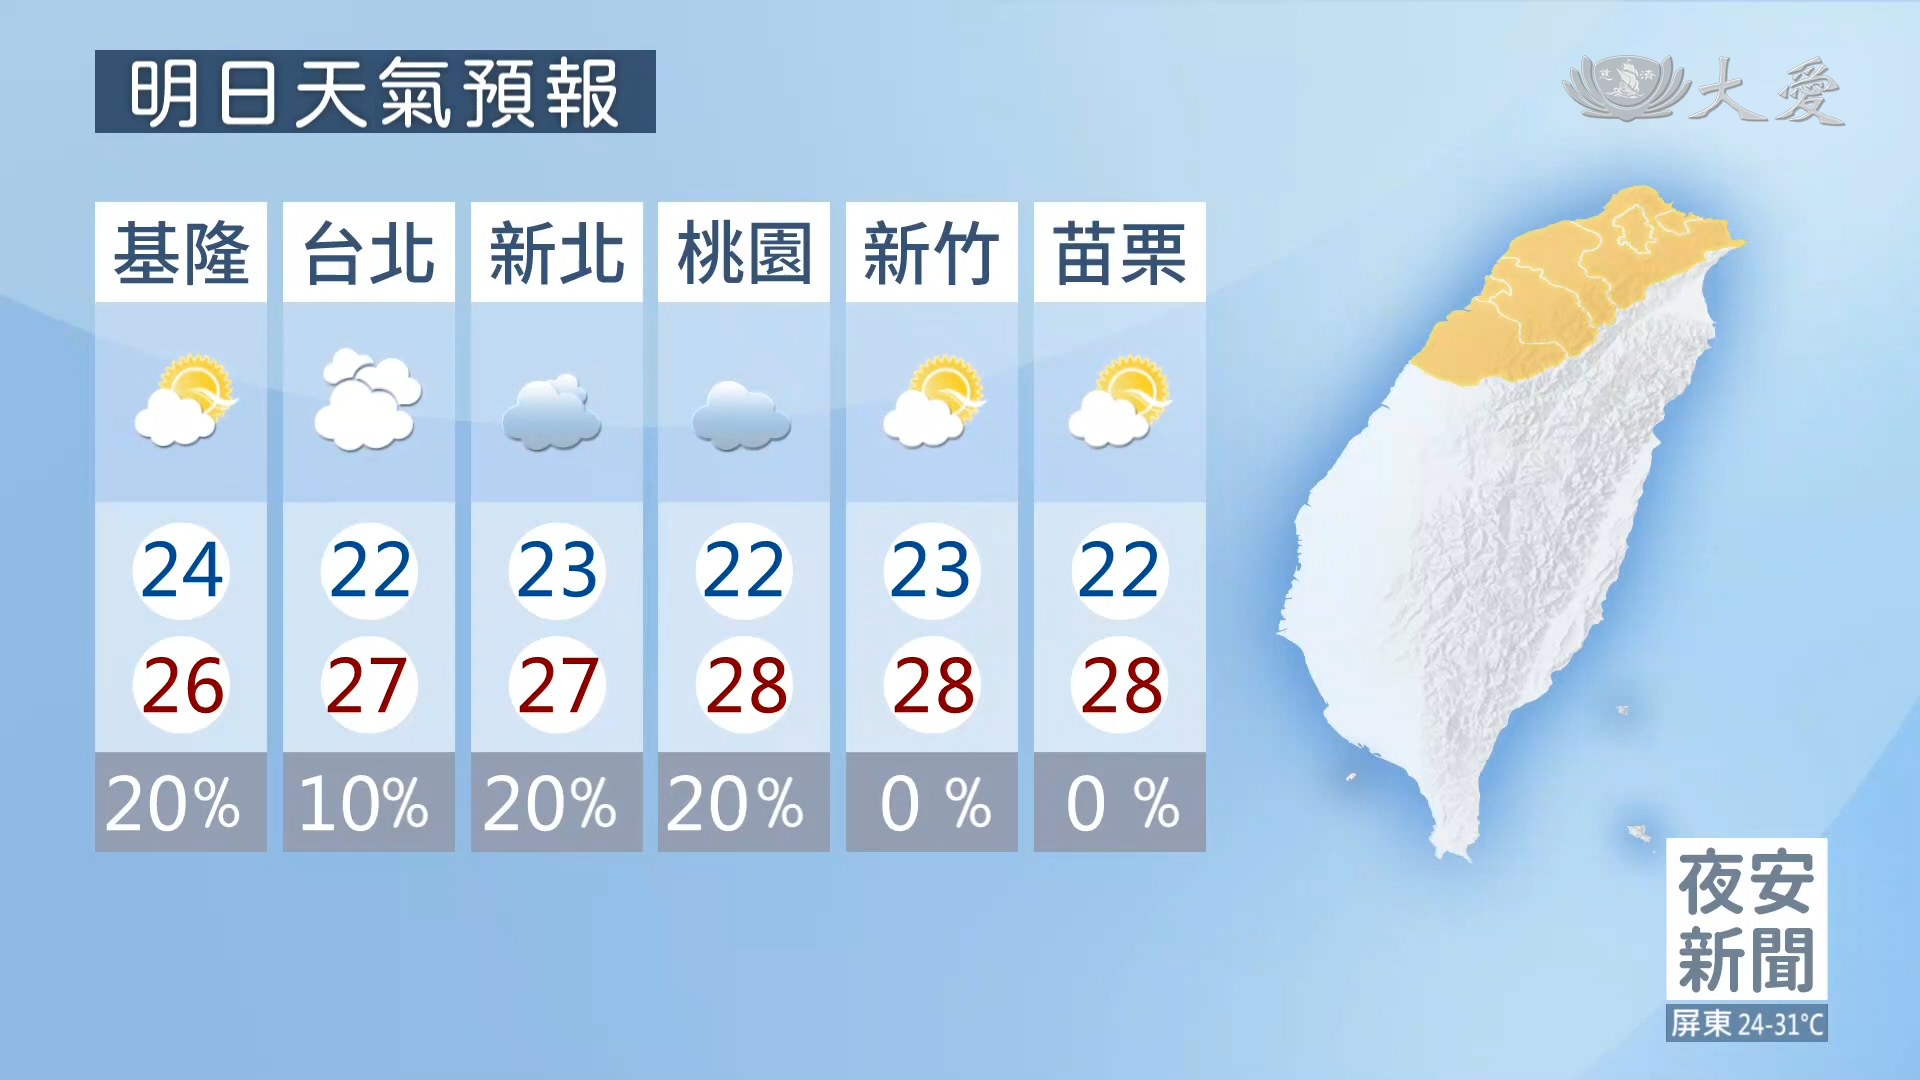 明日天氣預報
慈濟
大愛
基隆 台北 新北 桃園 新竹 苗栗
24 22 23 22 23 22
26 27 27 28 28 28
20% 10% 20% 20% 0 % 0 %
夜安
新聞
屏東 24-31°C